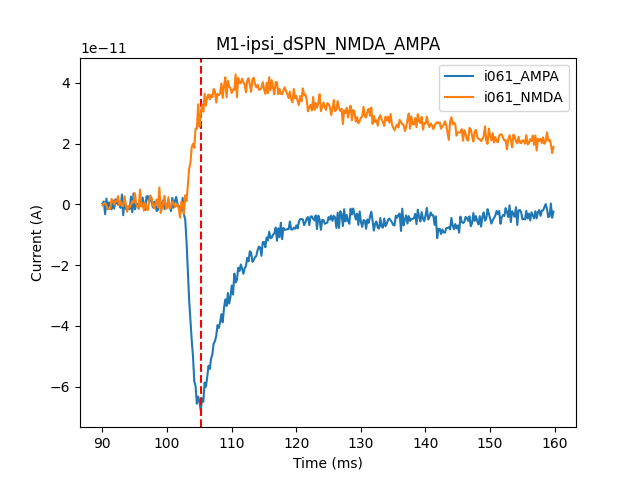 M1-ipsi_dSPN_NMDA_AMPA
1e−11
i061_AMPA
i061_NMDA
4
2
0
−2
−4
−6
Current (A)
90 100 110 120 130 140 150 160
Time (ms)